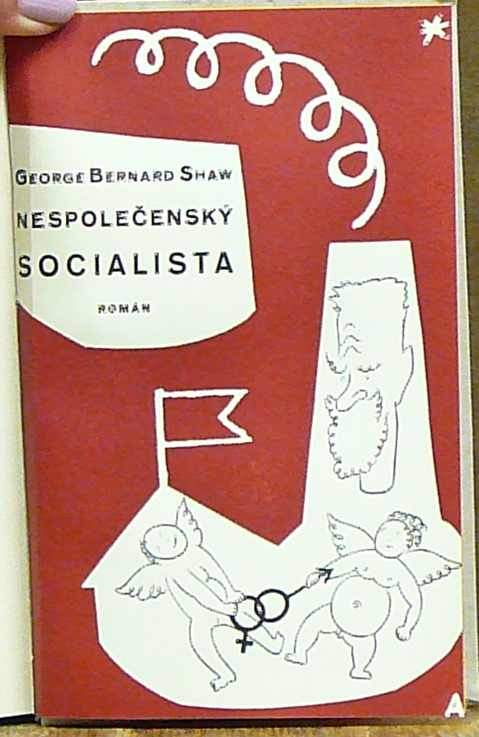 GEORGE BERNARD SHAW
NESPOLEČENSKÝ
SOCIALISTA
ROMÁN
A